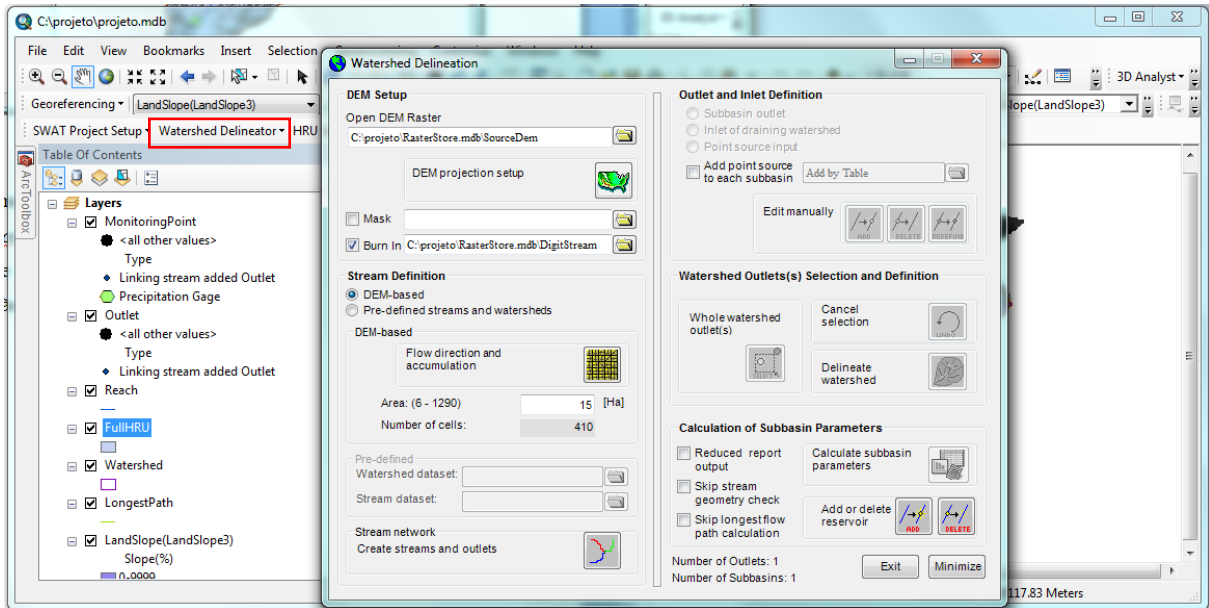 C:\projeto\projeto.mdb
File Edit View Bookmarks Insert Selection
3D Analyst
Georeferencing LandSlope(LandSlope3)
lope(LandSlope3)
SWAT Project Setup Watershed Delineator HRU
Table Of Contents
ArcToolbox
Layers
MonitoringPoint
<all other values>
Type
Linking stream added Outlet
Precipitation Gage
Outlet
<all other values>
Type
Linking stream added Outlet
Reach
FullHRU
Watershed
LongestPath
LandSlope(LandSlope3)
Slope(%)
0-9999
Watershed Delineation
DEM Setup
Open DEM Raster
C:\projeto\RasterStore.mdb\SourceDem
DEM projection setup
Mask
Burn In C:\projeto\RasterStore.mdb\DigitStream
Stream Definition
DEM-based
Pre-defined streams and watersheds
DEM-based
Flow direction and
accumulation
Area: (6 - 1290) 15 [Ha]
Number of cells: 410
Pre-defined
Watershed dataset:
Stream dataset:
Stream network
Create streams and outlets
Outlet and Inlet Definition
Subbasin outlet
Inlet of draining watershed
Point source input
Add point source
to each subbasin
Add by Table
Edit manually
ADD DELETE REDEFINE
Watershed Outlets(s) Selection and Definition
Whole watershed
outlet(s)
SELECT
Cancel
selection
UNDO
Delineate
watershed
Calculation of Subbasin Parameters
Reduced report
output
Skip stream
geometry check
Skip longest flow
path calculation
Calculate subbasin
parameters
Add or delete
reservoir
ADD DELETE
Number of Outlets: 1
Number of Subbasins: 1
Exit Minimize
117.83 Meters